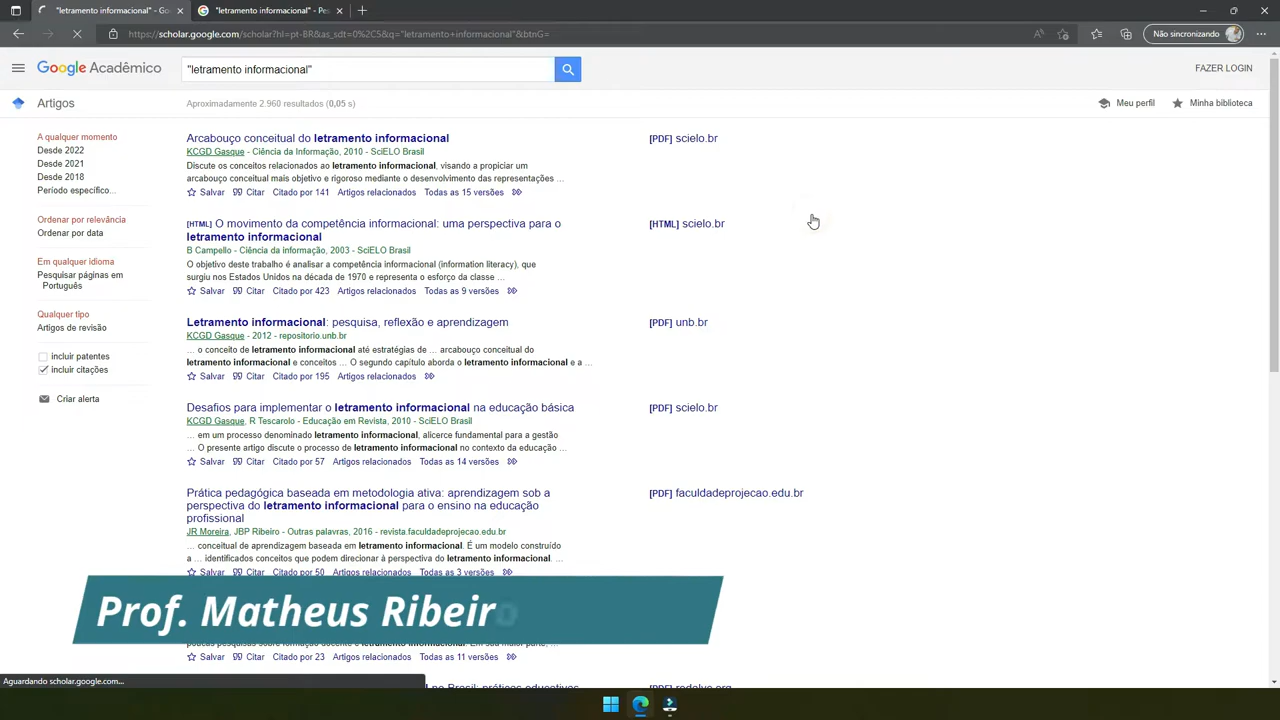 "letramento informacional" - Go
"letramento informacional" - Pes
https://scholar.google.com/scholar?hl=pt-BR&as_sdt=0%2C5&q="letramento+informacional"&btnG=
Não sincronizando
Google Acadêmico
"letramento informacional"
FAZER LOGIN
Artigos
Aproximadamente 2.960 resultados (0,05 s)
Meu perfil
Minha biblioteca
A qualquer momento
Desde 2022
Desde 2021
Desde 2018
Período específico...
Ordenar por relevância
Ordenar por data
Em qualquer idioma
Pesquisar páginas em
Português
Qualquer tipo
Artigos de revisão
incluir patentes
incluir citações
Criar alerta
Arcabouço conceitual do letramento informacional
[PDF] scielo.br
KCGD Gasque - Ciência da Informação, 2010 - SciELO Brasil
Discute os conceitos relacionados ao letramento informacional, visando a propiciar um
arcabouço conceitual mais objetivo e rigoroso mediante o desenvolvimento das representações ...
Salvar Citar Citado por 141 Artigos relacionados Todas as 15 versões
[HTML] O movimento da competência informacional: uma perspectiva para o
letramento informacional
[HTML] scielo.br
B Campello - Ciência da informação, 2003 - SciELO Brasil
O objetivo deste trabalho é analisar a competência informacional (information literacy), que
surgiu nos Estados Unidos na década de 1970 e representa o esforço da classe ...
Salvar Citar Citado por 423 Artigos relacionados Todas as 9 versões
Letramento informacional: pesquisa, reflexão e aprendizagem
[PDF] unb.br
KCGD Gasque - 2012 - repositorio.unb.br
... o conceito de letramento informacional até estratégias de ... arcabouço conceitual do
letramento informacional e conceitos ... O segundo capítulo aborda o letramento informacional e a ...
Salvar Citar Citado por 195 Artigos relacionados
Desafios para implementar o letramento informacional na educação básica
[PDF] scielo.br
KCGD Gasque, R Tescarolo - Educação em Revista, 2010 - SciELO Brasil
... em um processo denominado letramento informacional, alicerce fundamental para a gestão
... O presente artigo discute o processo de letramento informacional no contexto da educação ...
Salvar Citar Citado por 57 Artigos relacionados Todas as 14 versões
Prática pedagógica baseada em metodologia ativa: aprendizagem sob a
perspectiva do letramento informacional para o ensino na educação
profissional
[PDF] faculdadeprojecao.edu.br
JR Moreira, JBP Ribeiro - Outras palavras, 2016 - revista.faculdadeprojecao.edu.br
... conceitual de aprendizagem baseada em letramento informacional. É um modelo construído
a ... identificados conceitos que podem direcionar à perspectiva do letramento informacional. ...
Salvar Citar Citado por 50 Artigos relacionados Todas as 3 versões
Prof. Matheus Ribeiro
Salvar Citar Citado por 23 Artigos relacionados Todas as 11 versões
Aguardando scholar.google.com...
no Brasil: práticas educativas
[PDF] redalyc.org